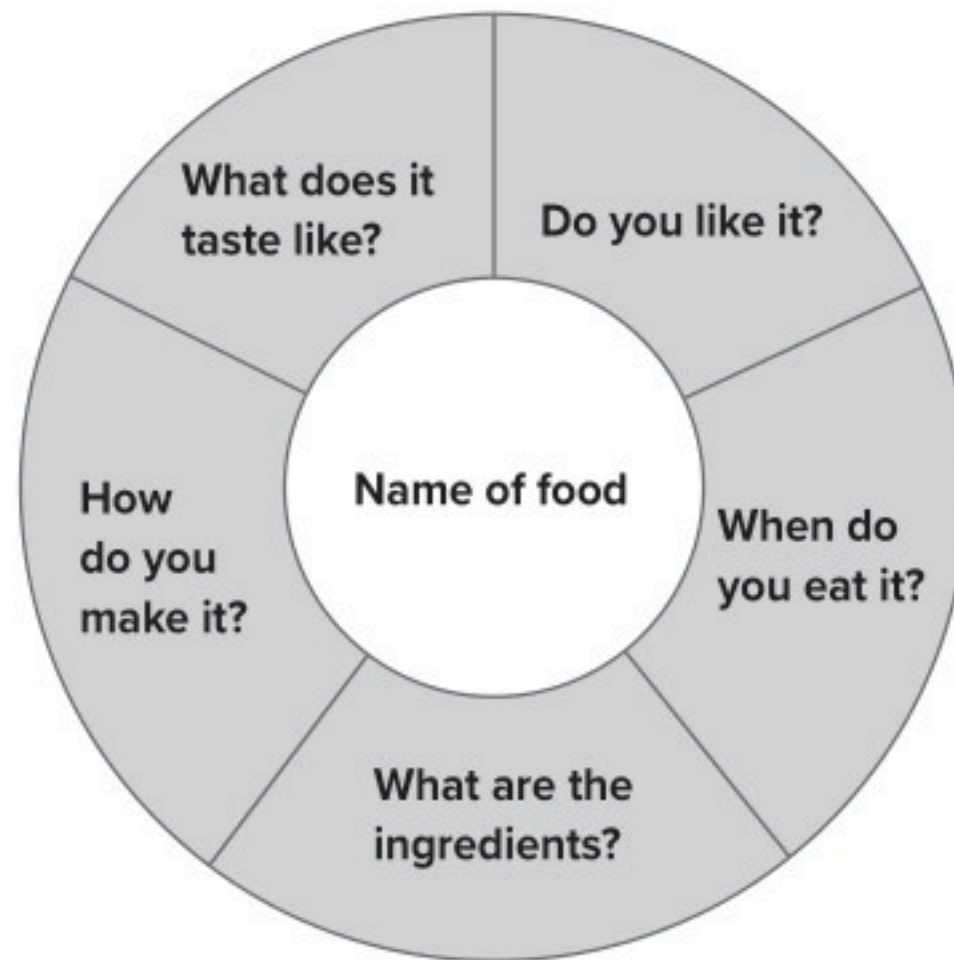 What does it
taste like?
Do you like it?
How
do you
make it?
Name of food
When do
you eat it?
What are the
ingredients?